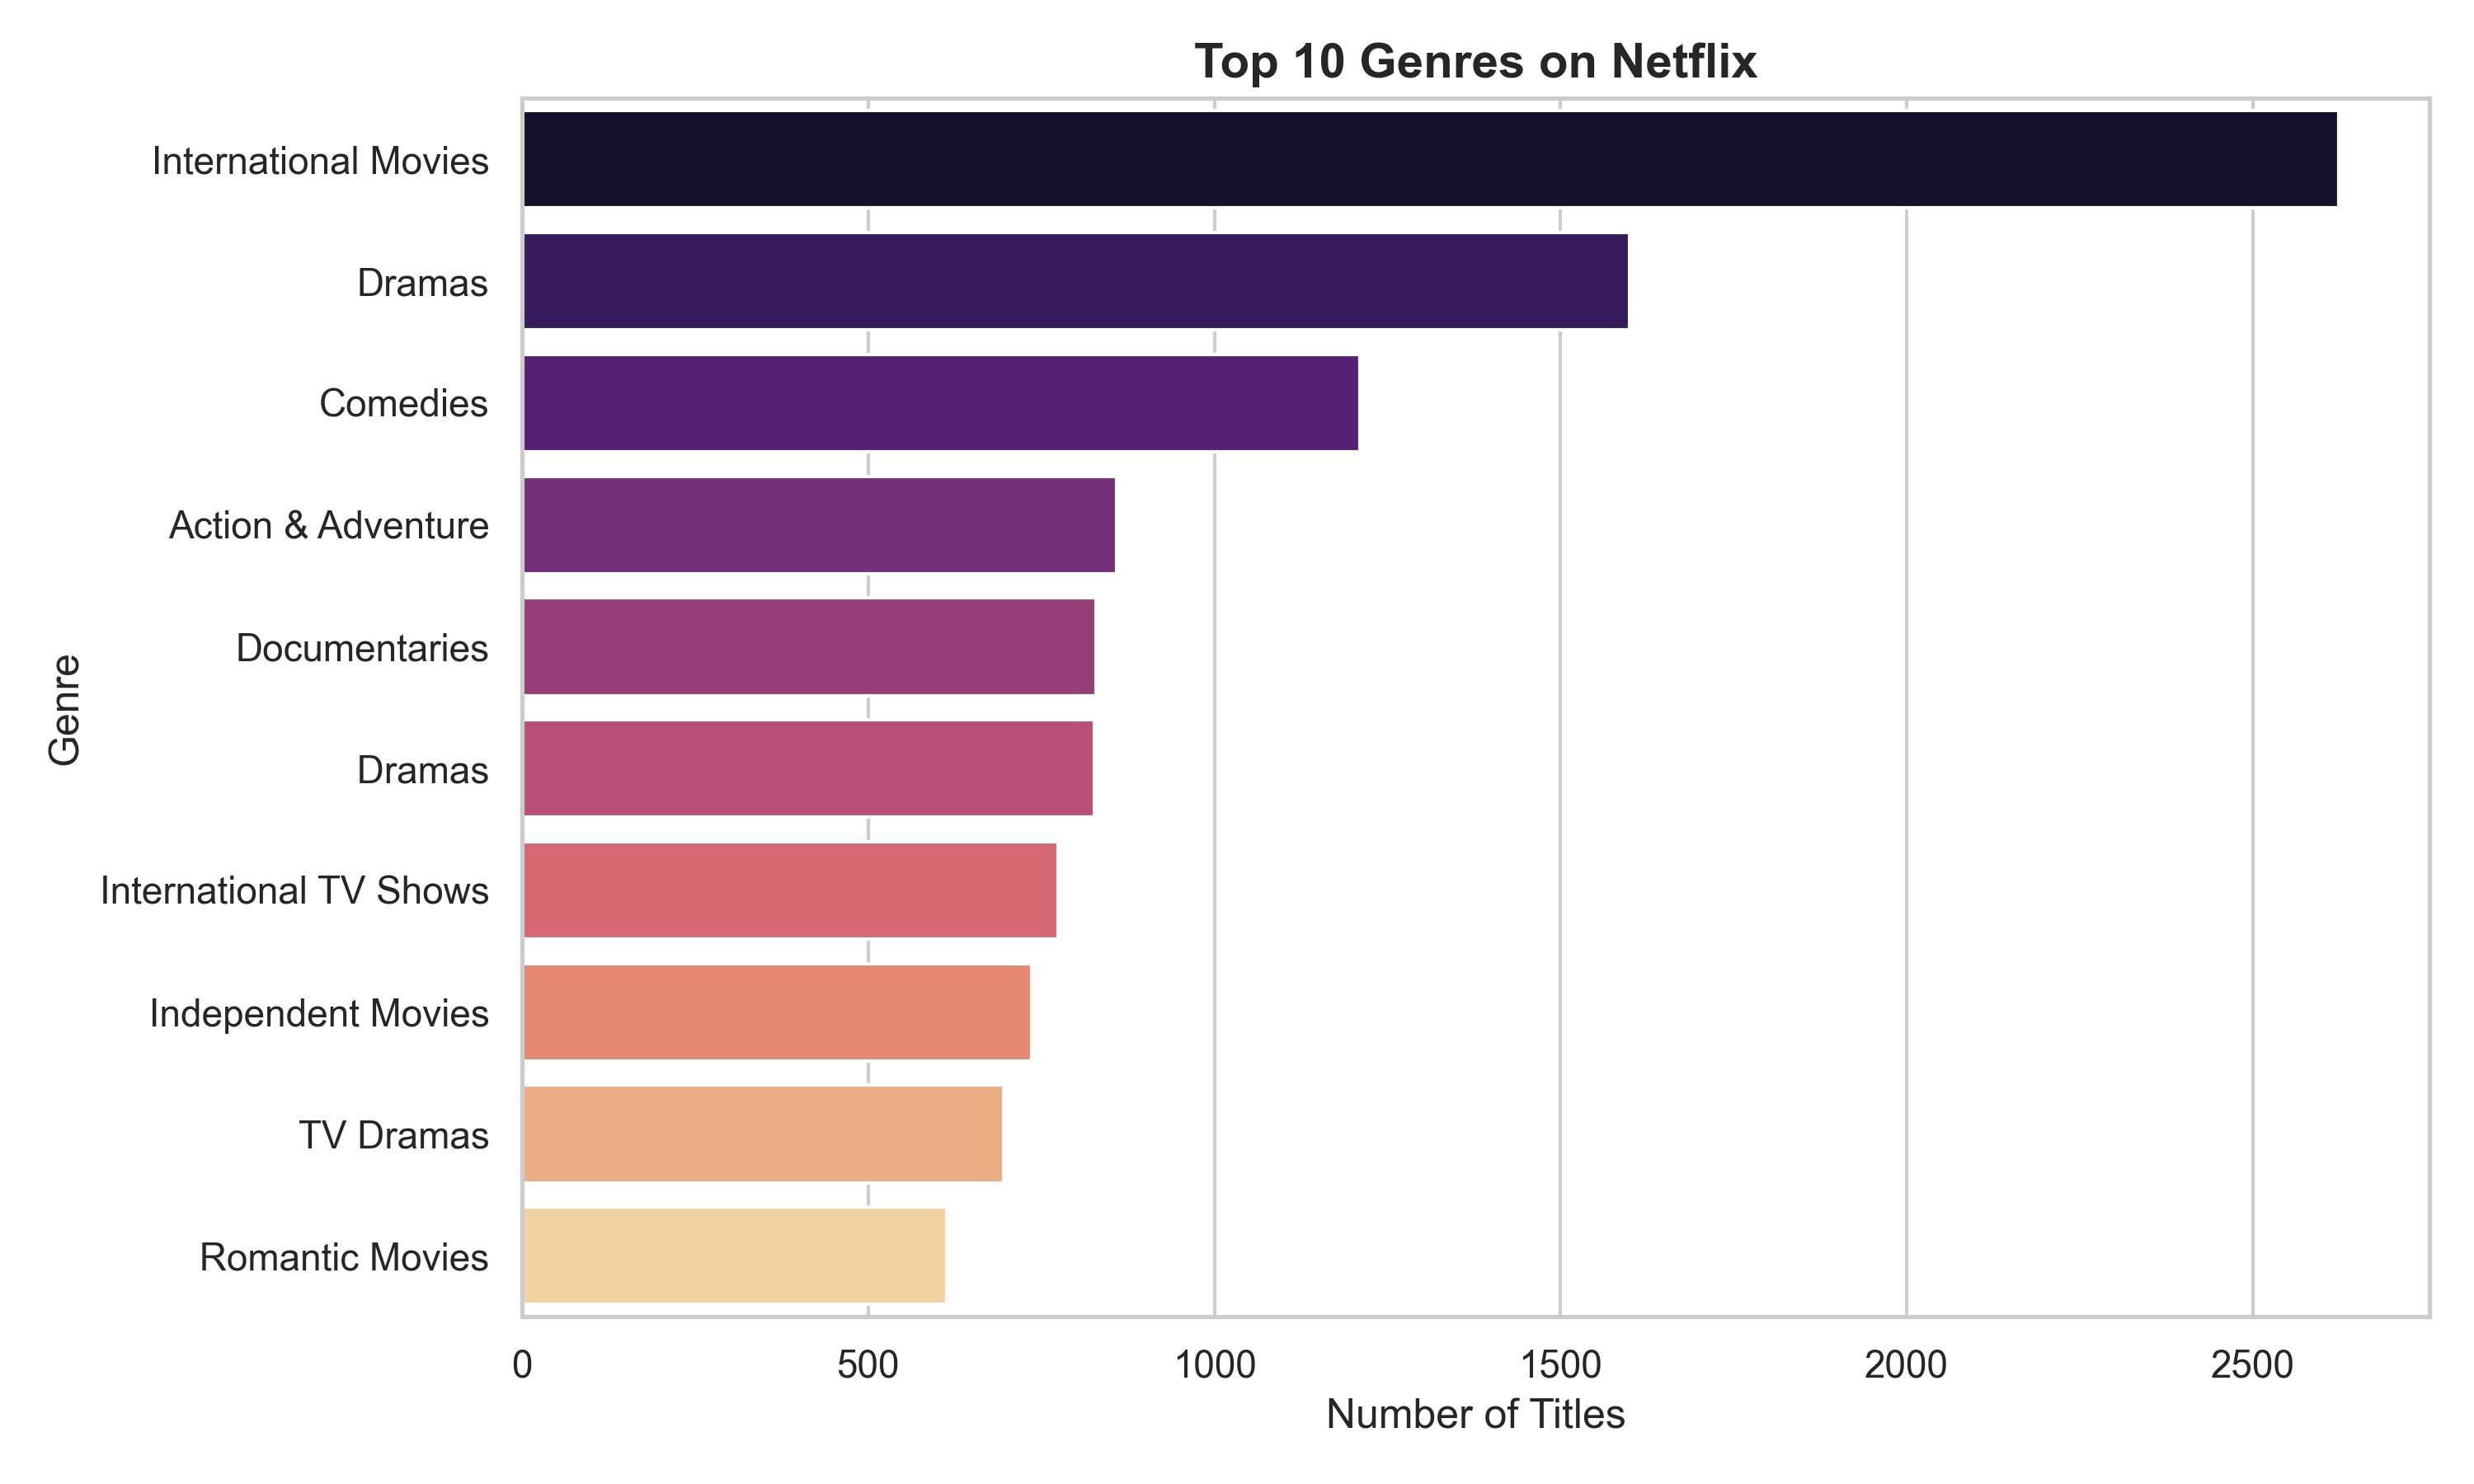 Top 10 Genres on Netflix
International Movies
Dramas
Comedies
Action & Adventure
Documentaries
Dramas
International TV Shows
Independent Movies
TV Dramas
Romantic Movies
Genre
0 500 1000 1500 2000 2500
Number of Titles